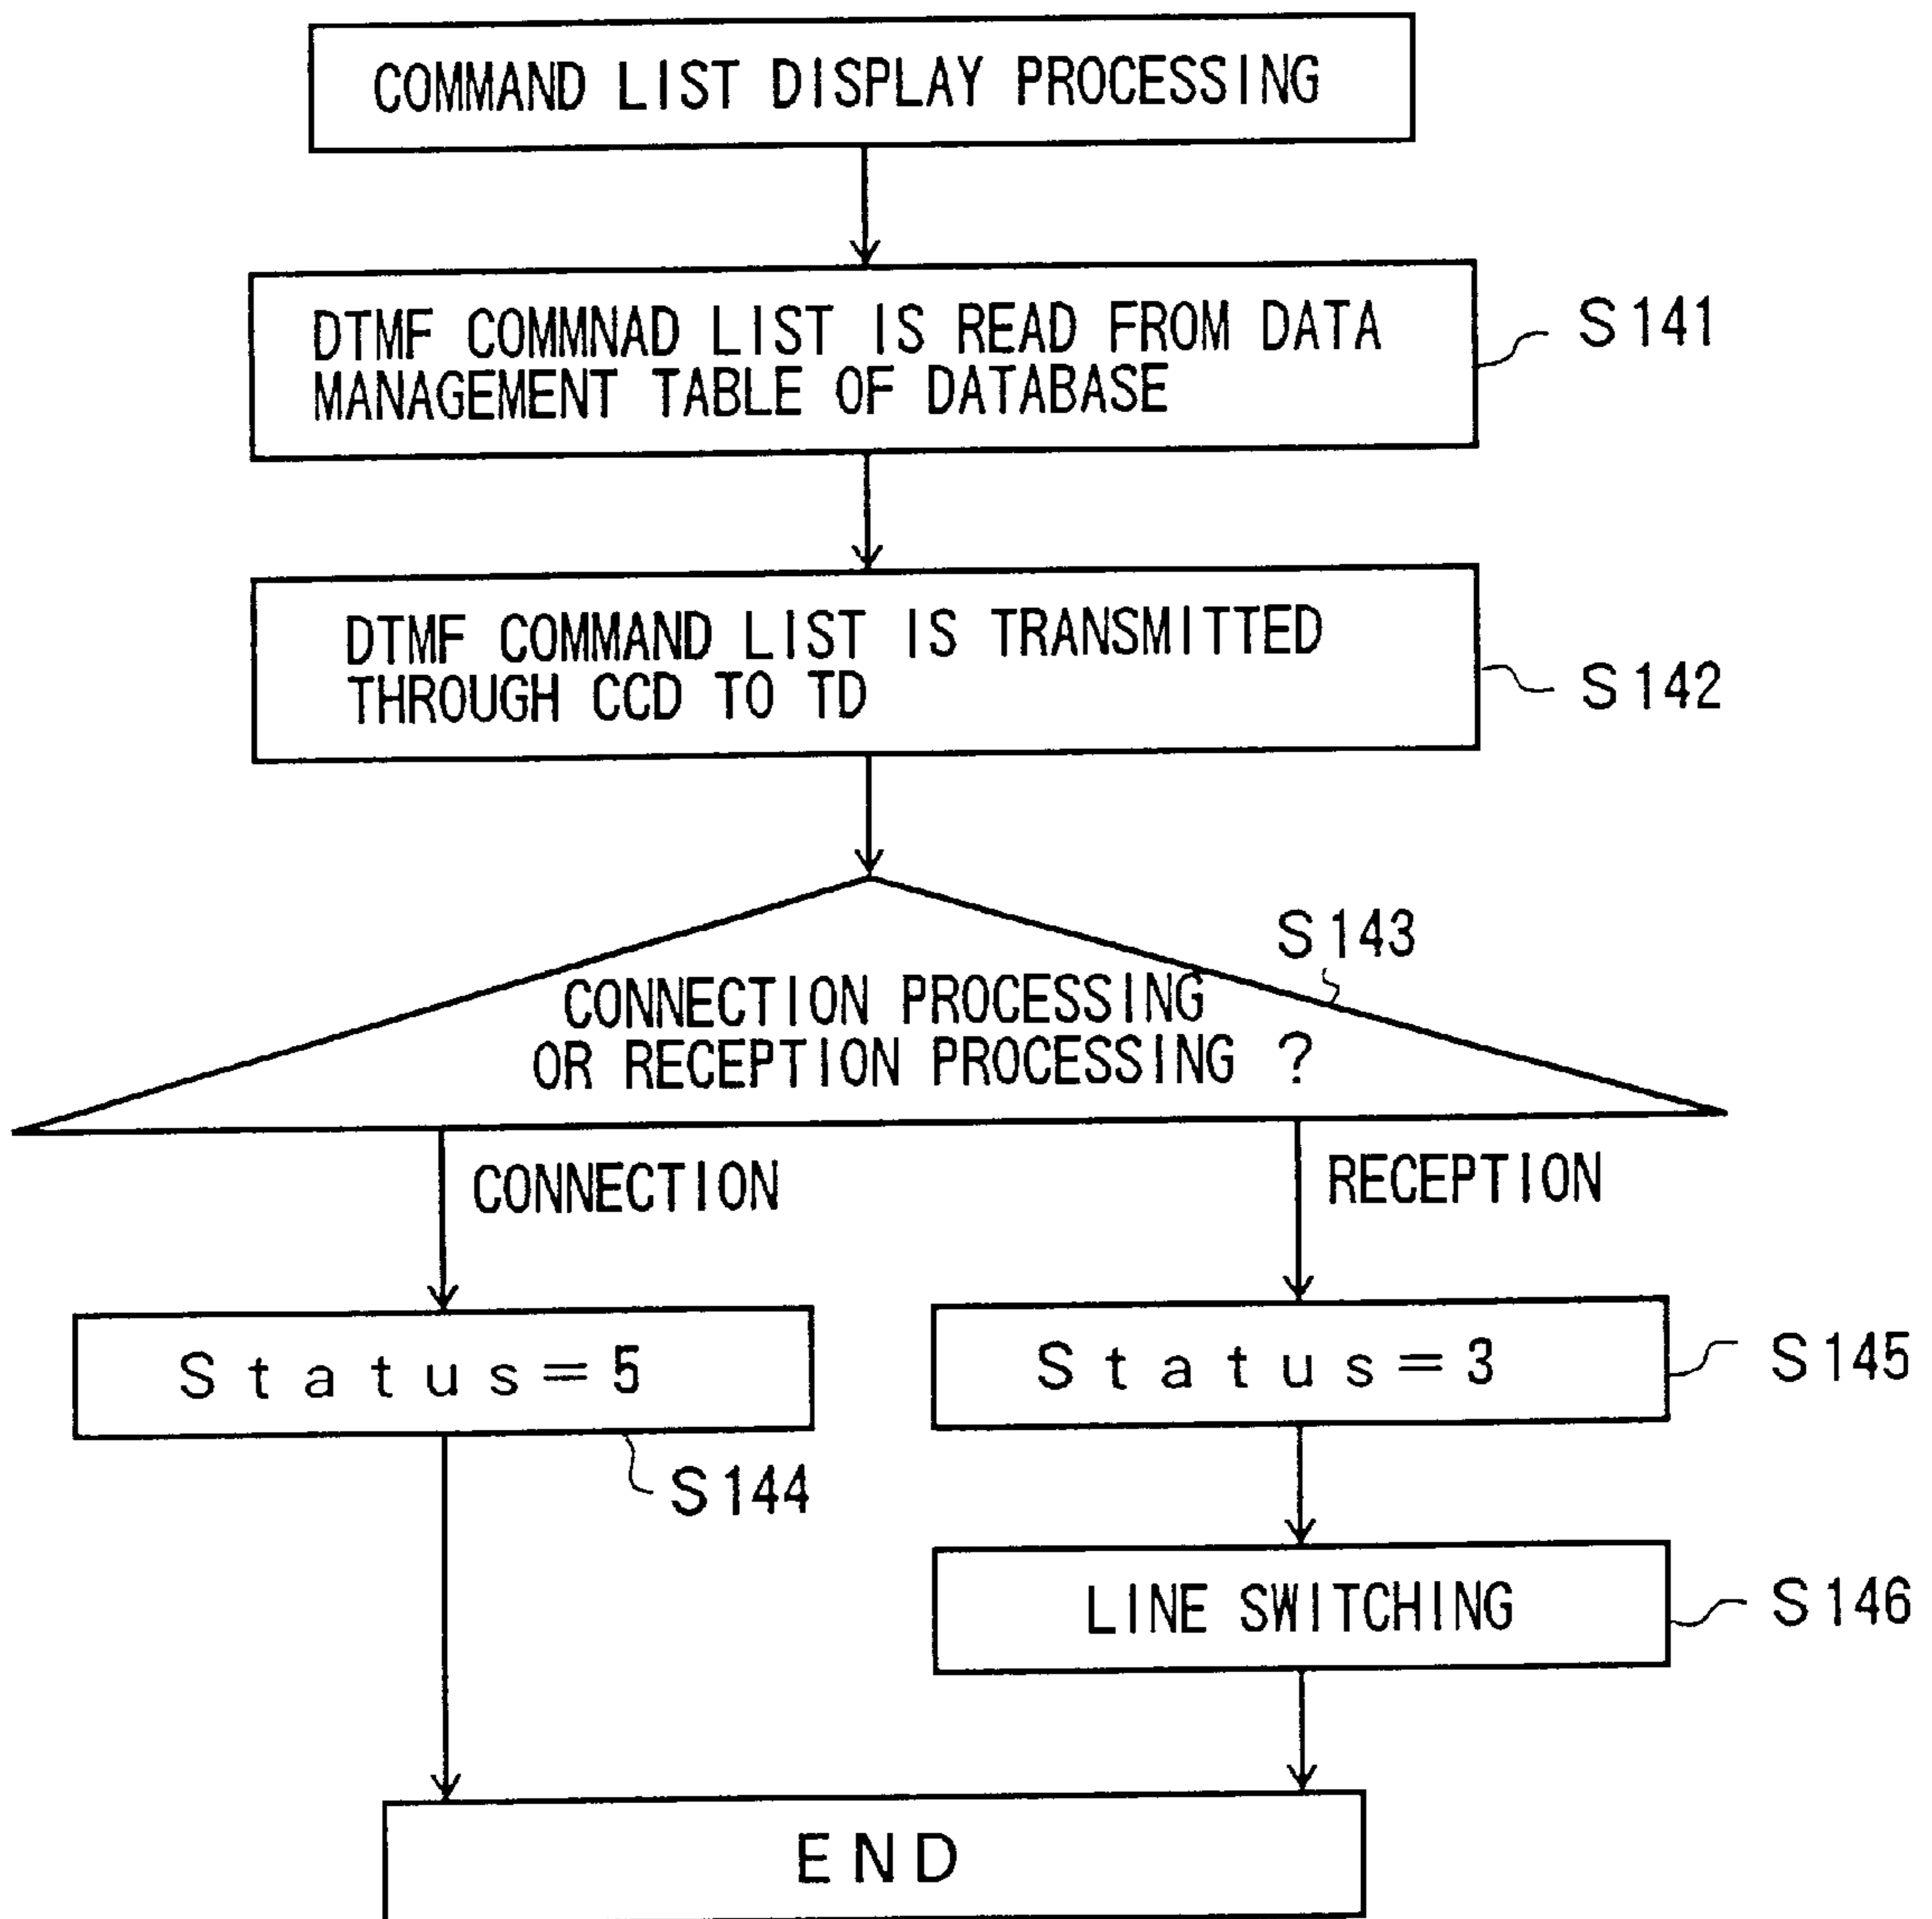 COMMAND LIST DISPLAY PROCESSING
DTMF COMMNAD LIST IS READ FROM DATA
MANAGEMENT TABLE OF DATABASE
S141
DTMF COMMAND LIST IS TRANSMITTED
THROUGH CCD TO TD
S142
S143
CONNECTION PROCESSING
OR RECEPTION PROCESSING ?
CONNECTION
RECEPTION
Status=5
S144
Status=3
S145
LINE SWITCHING
S146
END